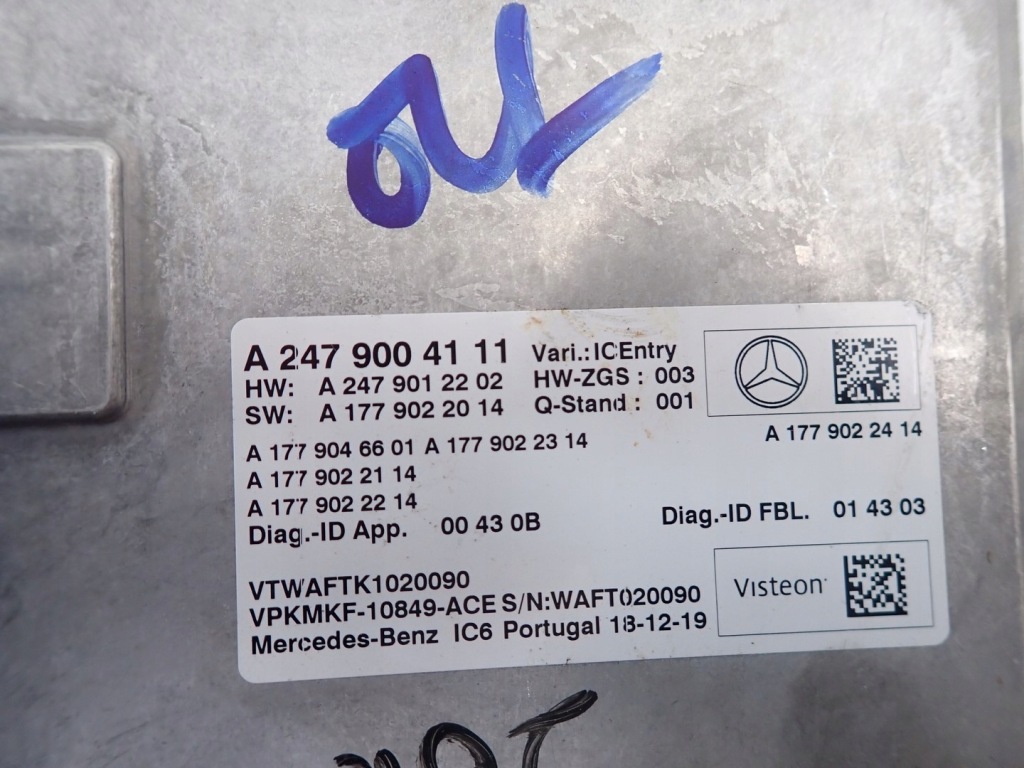 A 247 900 41 11 Vari.: ICEntry
HW: A 247 901 22 02 HW-ZGS : 003
SW: A 177 902 20 14 Q-Stand : 001
A 177 902 24 14
A 177 904 66 01 A 177 902 23 14
A 177 902 21 14
A 177 902 22 14
Diag.-ID App. 00 43 0B Diag.-ID FBL. 01 43 03
VTWAFTK1020090
VPKMKF-10849-ACE S/N:WAFT020090
Mercedes-Benz IC6 Portugal 18-12-19
Visteon